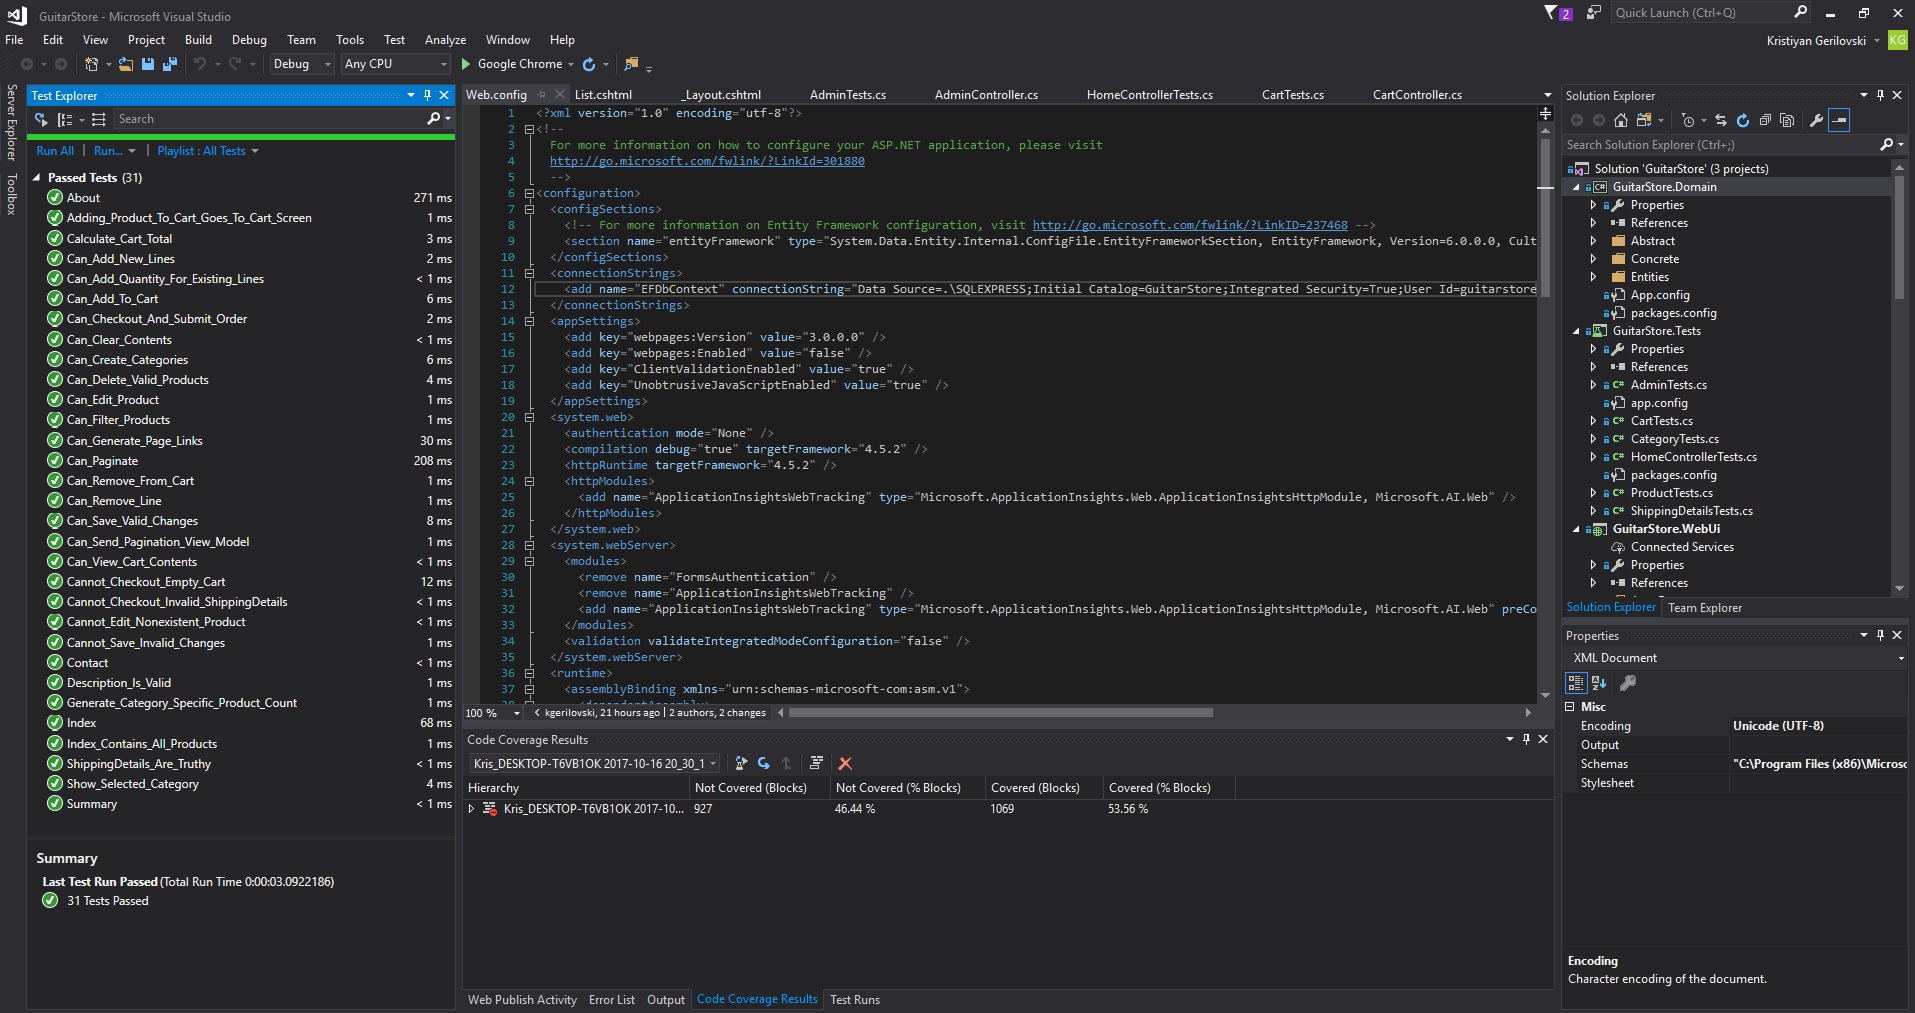 GuitarStore - Microsoft Visual Studio
2
Quick Launch (Ctrl+Q)
File Edit View Project Build Debug Team Tools Test Analyze Window Help
Kristiyan Gerilovski KG
Debug Any CPU Google Chrome
Server Explorer
Toolbox
Test Explorer
Search
Run All Run... Playlist : All Tests
Passed Tests (31)
About 271 ms
Adding_Product_To_Cart_Goes_To_Cart_Screen 1 ms
Calculate_Cart_Total 3 ms
Can_Add_New_Lines 2 ms
Can_Add_Quantity_For_Existing_Lines < 1 ms
Can_Add_To_Cart 6 ms
Can_Checkout_And_Submit_Order 2 ms
Can_Clear_Contents < 1 ms
Can_Create_Categories 6 ms
Can_Delete_Valid_Products 4 ms
Can_Edit_Product 1 ms
Can_Filter_Products 1 ms
Can_Generate_Page_Links 30 ms
Can_Paginate 208 ms
Can_Remove_From_Cart 1 ms
Can_Remove_Line 1 ms
Can_Save_Valid_Changes 8 ms
Can_Send_Pagination_View_Model 1 ms
Can_View_Cart_Contents < 1 ms
Cannot_Checkout_Empty_Cart 12 ms
Cannot_Checkout_Invalid_ShippingDetails < 1 ms
Cannot_Edit_Nonexistent_Product < 1 ms
Cannot_Save_Invalid_Changes 1 ms
Contact < 1 ms
Description_Is_Valid 1 ms
Generate_Category_Specific_Product_Count 1 ms
Index 68 ms
Index_Contains_All_Products 1 ms
ShippingDetails_Are_Truthy < 1 ms
Show_Selected_Category 4 ms
Summary < 1 ms
Summary
Last Test Run Passed (Total Run Time 0:00:03.0922186)
31 Tests Passed
Web.config List.cshtml _Layout.cshtml AdminTests.cs AdminController.cs HomeControllerTests.cs CartTests.cs CartController.cs
1 <?xml version="1.0" encoding="utf-8"?>
2 <!--
3 For more information on how to configure your ASP.NET application, please visit
4 http://go.microsoft.com/fwlink/?LinkId=301880
5 -->
6 <configuration>
7 <configSections>
8 <!-- For more information on Entity Framework configuration, visit http://go.microsoft.com/fwlink/?LinkID=237468 -->
9 <section name="entityFramework" type="System.Data.Entity.Internal.ConfigFile.EntityFrameworkSection, EntityFramework, Version=6.0.0.0, Cult
10 </configSections>
11 <connectionStrings>
12 <add name="EFDbContext" connectionString="Data Source=.\SQLEXPRESS;Initial Catalog=GuitarStore;Integrated Security=True;User Id=guitarstore
13 </connectionStrings>
14 <appSettings>
15 <add key="webpages:Version" value="3.0.0.0" />
16 <add key="webpages:Enabled" value="false" />
17 <add key="ClientValidationEnabled" value="true" />
18 <add key="UnobtrusiveJavaScriptEnabled" value="true" />
19 </appSettings>
20 <system.web>
21 <authentication mode="None" />
22 <compilation debug="true" targetFramework="4.5.2" />
23 <httpRuntime targetFramework="4.5.2" />
24 <httpModules>
25 <add name="ApplicationInsightsWebTracking" type="Microsoft.ApplicationInsights.Web.ApplicationInsightsHttpModule, Microsoft.AI.Web" />
26 </httpModules>
27 </system.web>
28 <system.webServer>
29 <modules>
30 <remove name="FormsAuthentication" />
31 <remove name="ApplicationInsightsWebTracking" />
32 <add name="ApplicationInsightsWebTracking" type="Microsoft.ApplicationInsights.Web.ApplicationInsightsHttpModule, Microsoft.AI.Web" preCo
33 </modules>
34 <validation validateIntegratedModeConfiguration="false" />
35 </system.webServer>
36 <runtime>
37 <assemblyBinding xmlns="urn:schemas-microsoft-com:asm.v1">
100 % kgerilovski, 21 hours ago | 2 authors, 2 changes
Code Coverage Results
Kris_DESKTOP-T6VB1OK 2017-10-16 20_30_1
Hierarchy Not Covered (Blocks) Not Covered (% Blocks) Covered (Blocks) Covered (% Blocks)
Kris_DESKTOP-T6VB1OK 2017-10... 927 46.44 % 1069 53.56 %
Web Publish Activity Error List Output Code Coverage Results Test Runs
Solution Explorer
Search Solution Explorer (Ctrl+;)
Solution 'GuitarStore' (3 projects)
GuitarStore.Domain
Properties
References
Abstract
Concrete
Entities
App.config
packages.config
GuitarStore.Tests
Properties
References
AdminTests.cs
app.config
CartTests.cs
CategoryTests.cs
HomeControllerTests.cs
packages.config
ProductTests.cs
ShippingDetailsTests.cs
GuitarStore.WebUi
Connected Services
Properties
References
Solution Explorer Team Explorer
Properties
XML Document
Misc
Encoding Unicode (UTF-8)
Output
Schemas "C:\Program Files (x86)\Microso
Stylesheet
Encoding
Character encoding of the document.